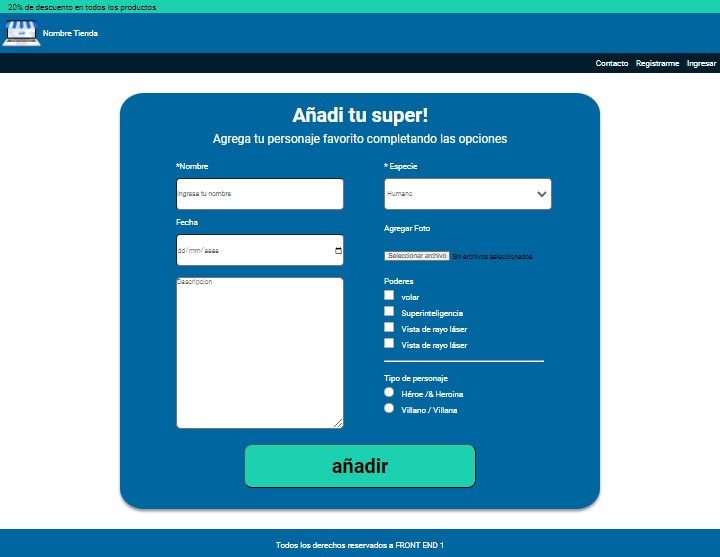 20% de descuento en todos los productos
Nombre Tienda
Contacto Registrarme Ingresar
Añadi tu super!
Agrega tu personaje favorito completando las opciones
*Nombre
Ingresa tu nombre
Fecha
dd/mm/aaaa
Descripcion
* Especie
Humano
Agregar Foto
Seleccionar archivo Sin archivos seleccionados
Poderes
volar
Superinteligencia
Vista de rayo láser
Vista de rayo láser
Tipo de personaje
Héroe /& Heroina
Villano / Villana
añadir
Todos los derechos reservados a FRONT END 1